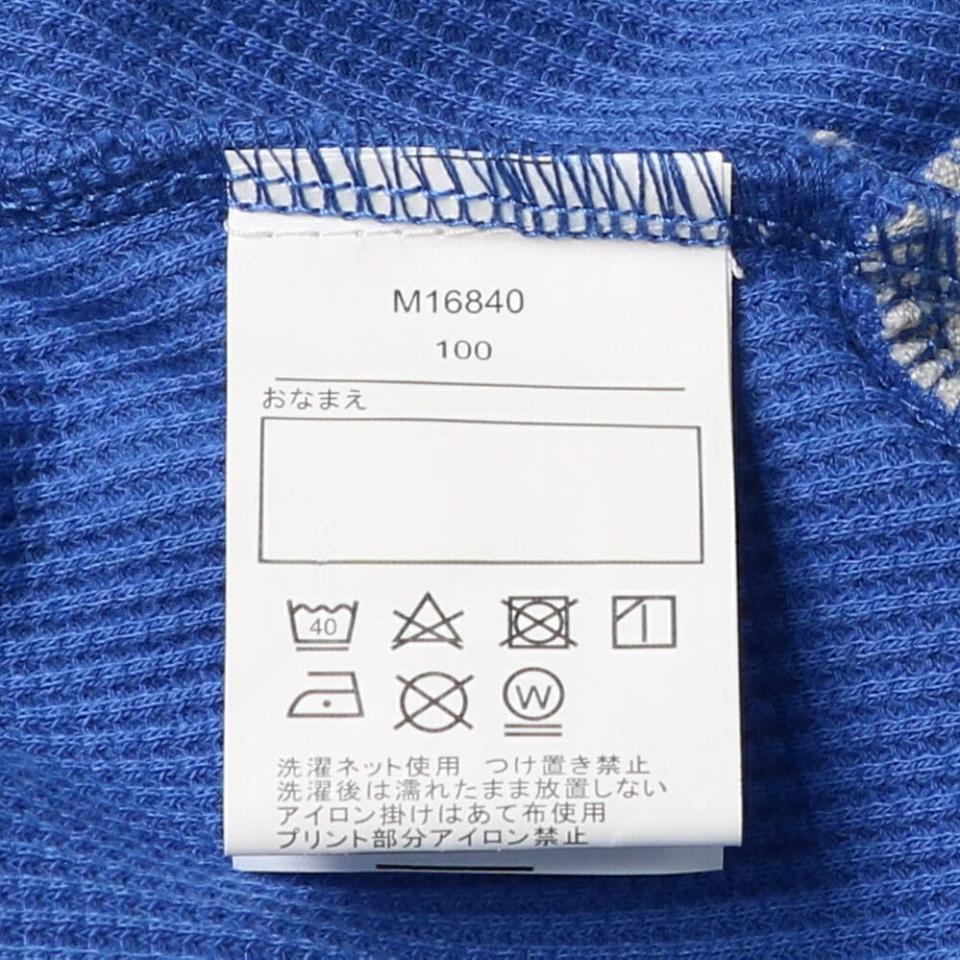 M16840
100
おなまえ
40
W
洗濯ネット使用 つけ置き禁止
洗濯後は濡れたまま放置しない
アイロン掛けはあて布使用
プリント部分アイロン禁止